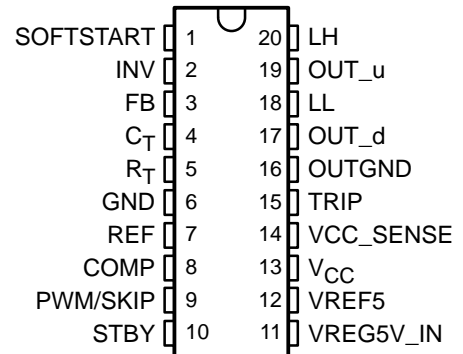 SOFTSTART 1 20 LH
INV 2 19 OUT_u
FB 3 18 LL
CT 4 17 OUT_d
RT 5 16 OUTGND
GND 6 15 TRIP
REF 7 14 VCC_SENSE
COMP 8 13 VCC
PWM/SKIP 9 12 VREF5
STBY 10 11 VREG5V_IN